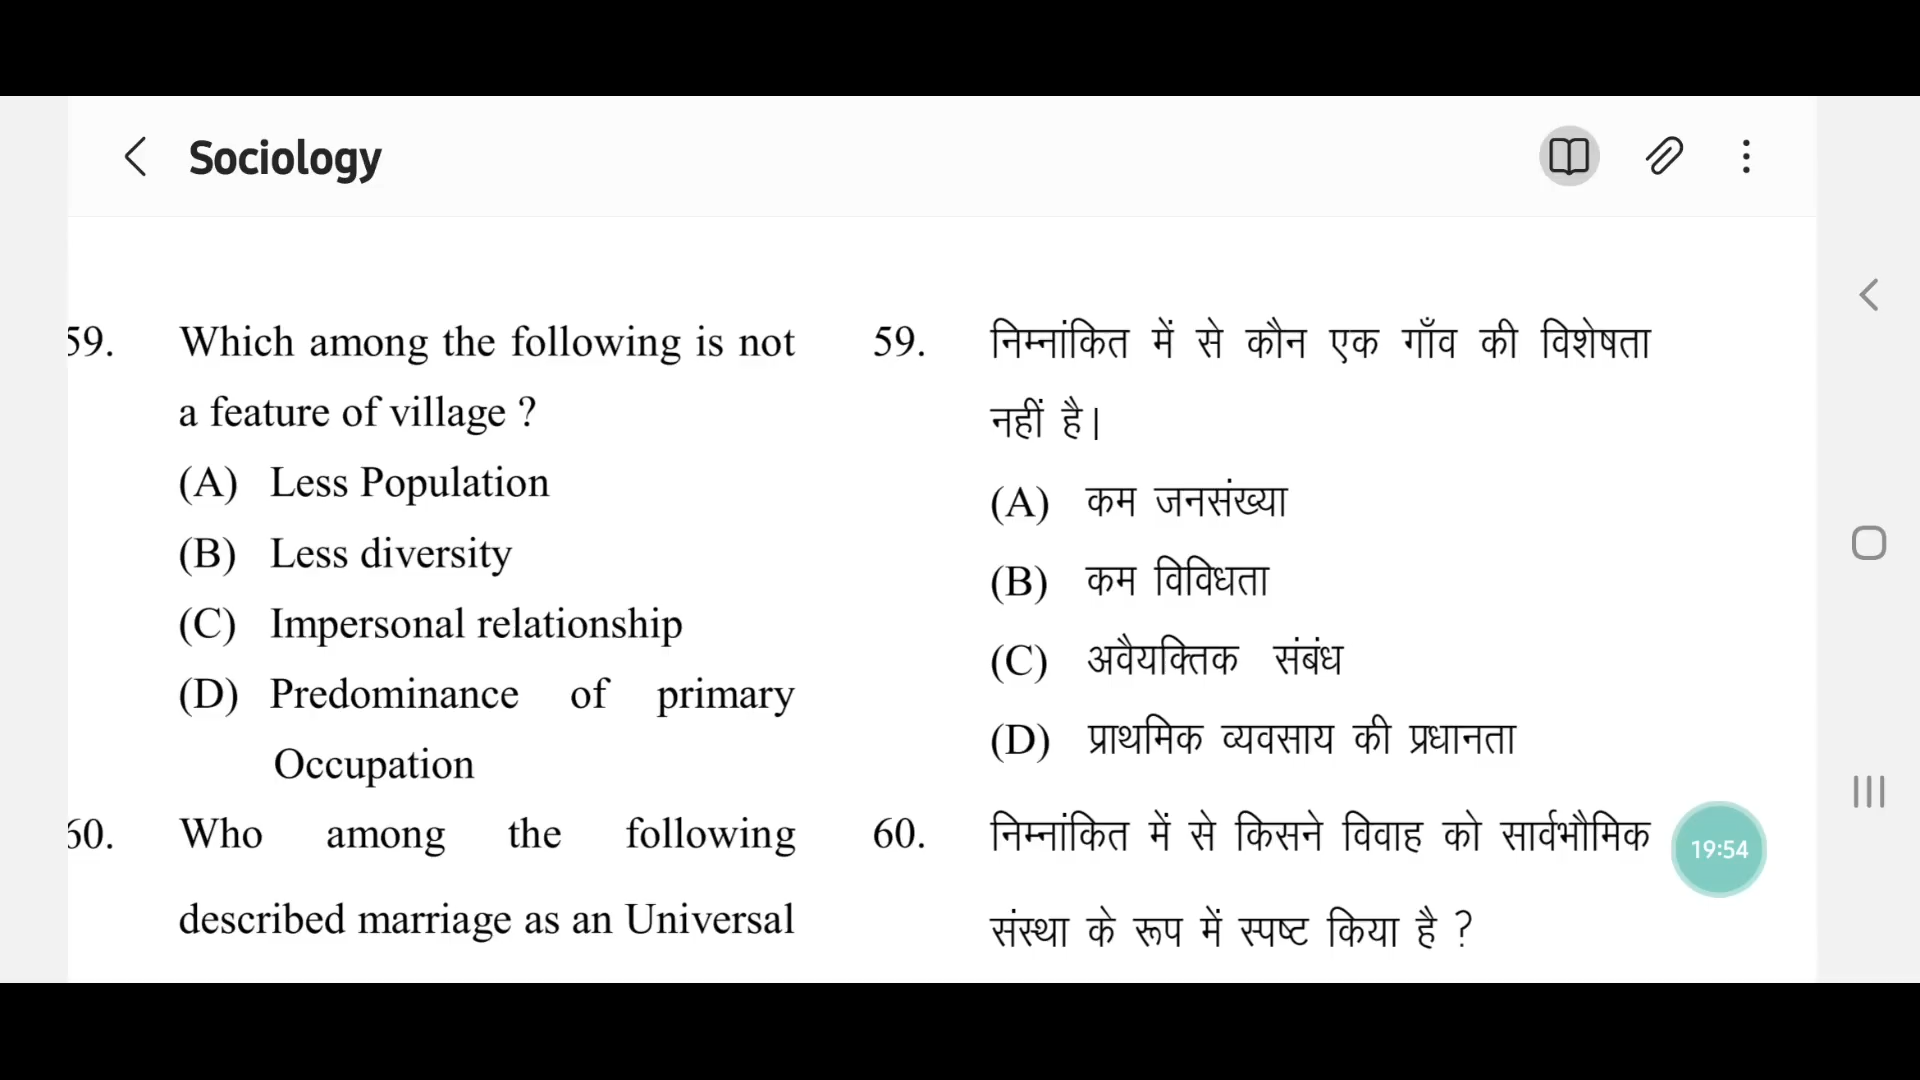 Sociology
59. Which among the following is not
a feature of village ?
(A) Less Population
(B) Less diversity
(C) Impersonal relationship
(D) Predominance of primary
Occupation
60. Who among the following
described marriage as an Universal
59. निम्नांकित में से कौन एक गाँव की विशेषता
नहीं है।
(A) कम जनसंख्या
(B) कम विविधता
(C) अवैयक्तिक संबंध
(D) प्राथमिक व्यवसाय की प्रधानता
60. निम्नांकित में से किसने विवाह को सार्वभौमिक
संस्था के रूप में स्पष्ट किया है ?
19:54